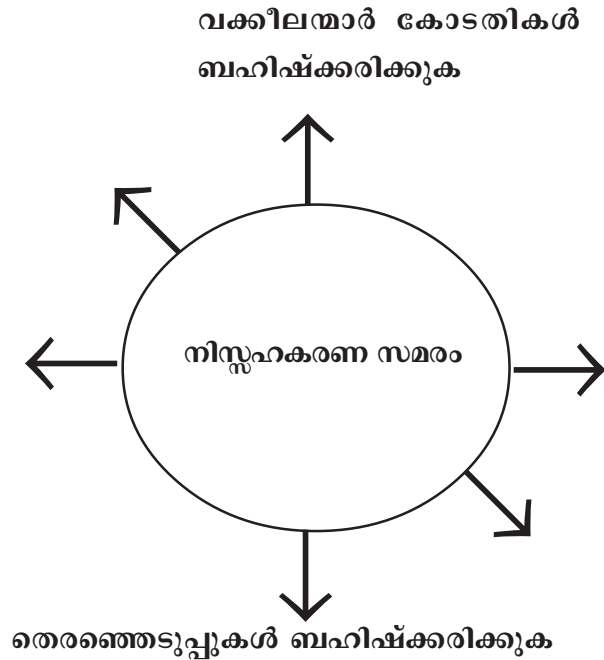 വക്കീലന്മാർ കോടതികൾ
ബഹിഷ്ക്കരിക്കുക
നിസ്സഹകരണ സമരം
തെരഞ്ഞെടുപ്പുകൾ ബഹിഷ്ക്കരിക്കുക